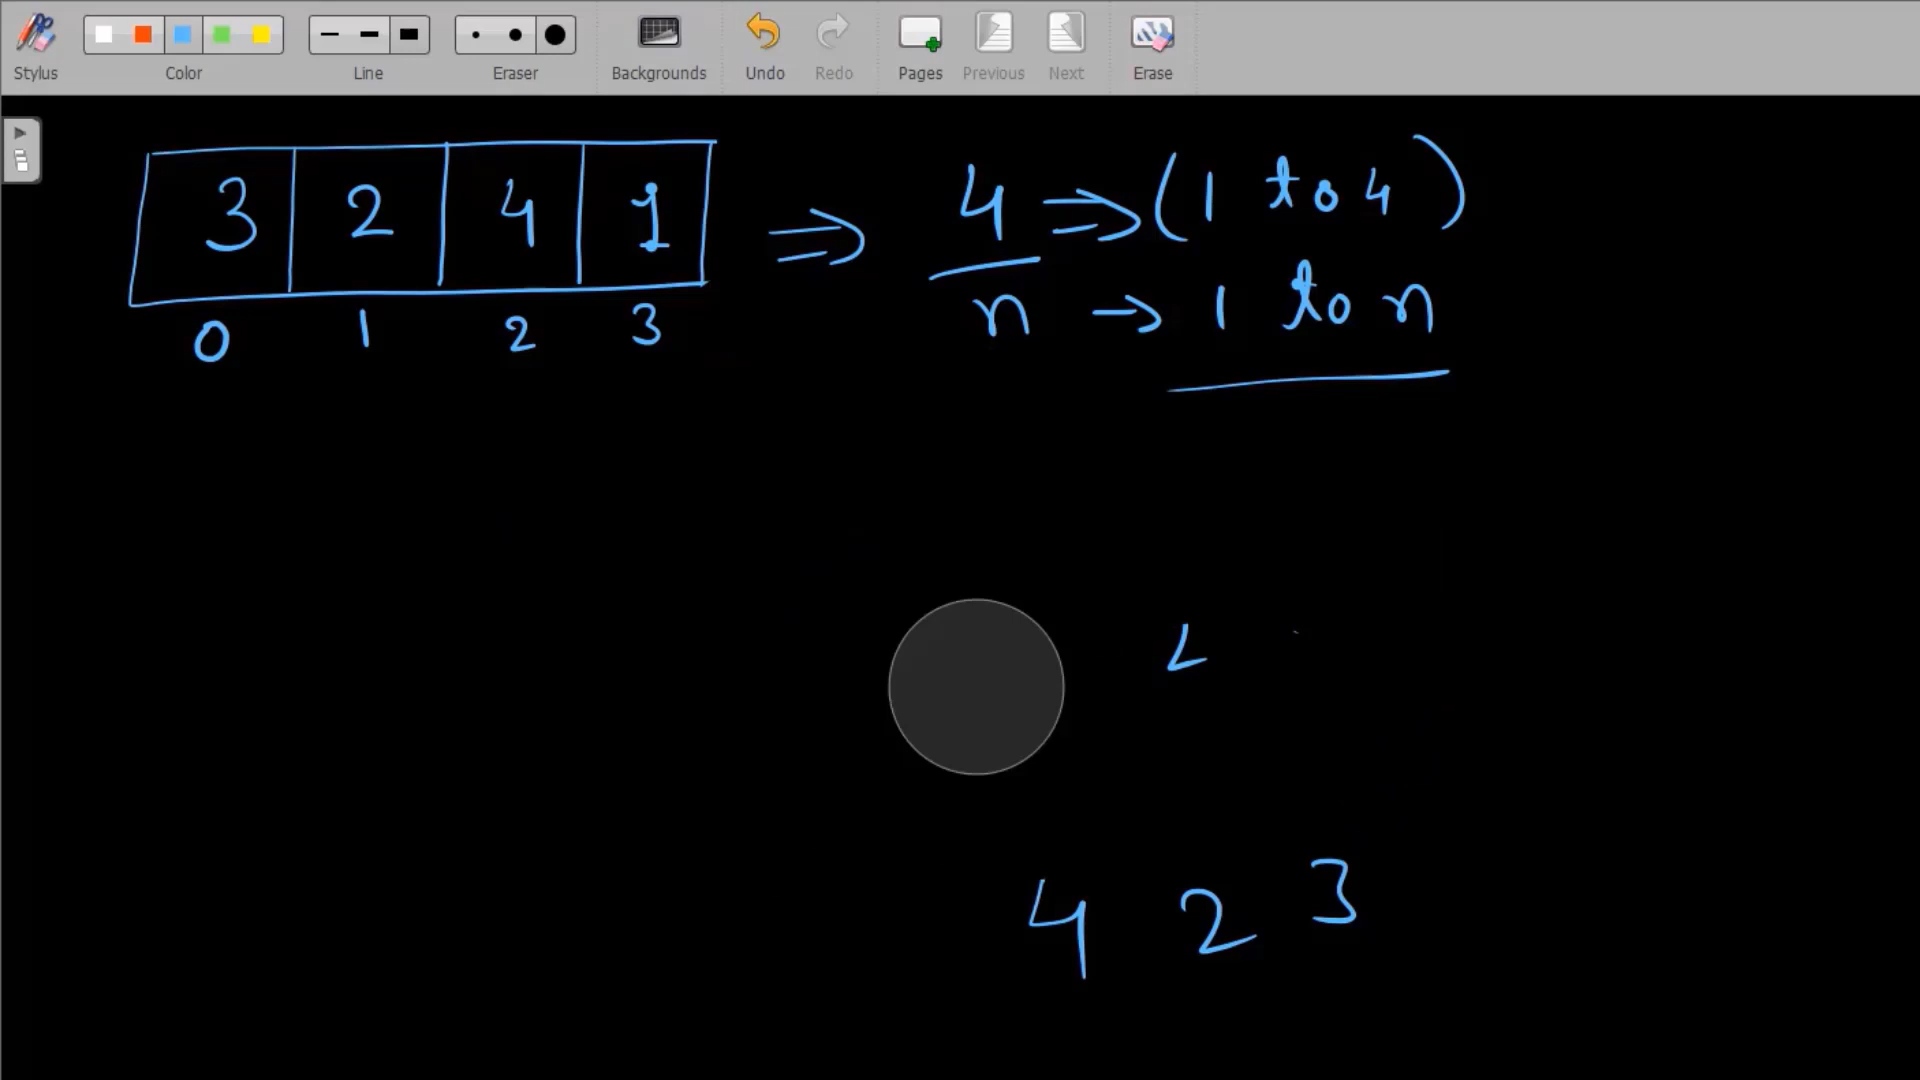 Stylus Color Line Eraser Backgrounds Undo Redo Pages Previous Next Erase
3 2 4 1 ⇒ 4 ⇒ (1 to 4)
0 1 2 3
n → 1 to n
4 2 3